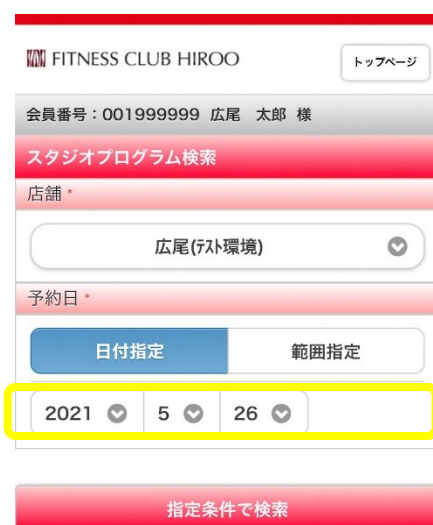 FITNESS CLUB HIROO
トップページ
会員番号：001999999 広尾 太郎 様
スタジオプログラム検索
店舗 *
広尾(テスト環境)
予約日 *
日付指定 範囲指定
2021 5 26
指定条件で検索